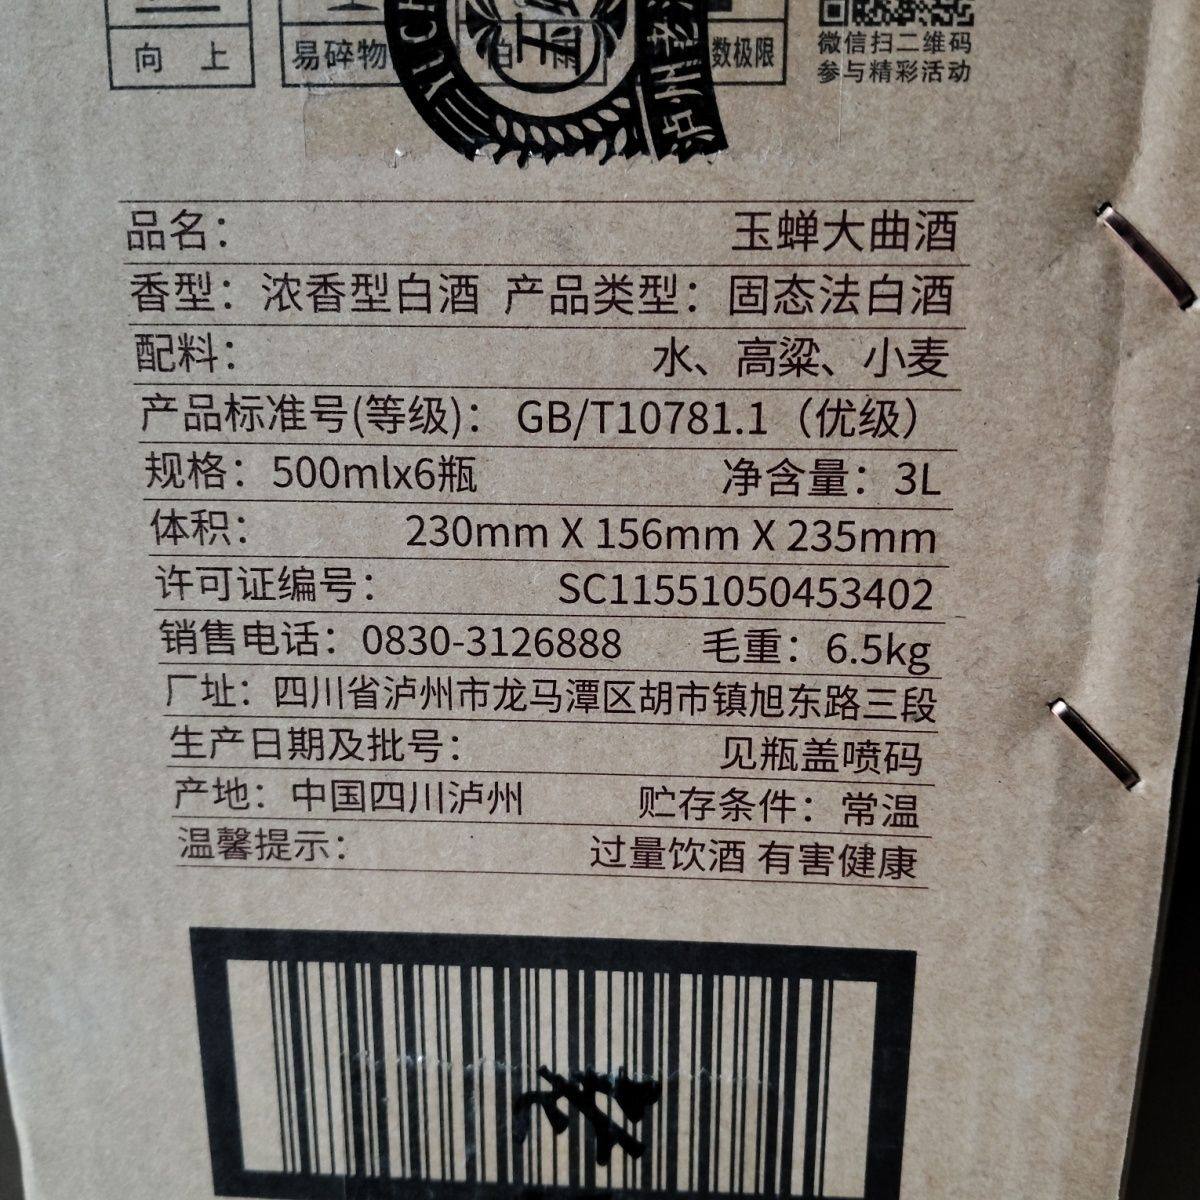 向上
易碎物
怕雨
数极限
微信扫二维码
参与精彩活动
YUCH
品名： 玉蝉大曲酒
香型：浓香型白酒 产品类型：固态法白酒
配料： 水、高粱、小麦
产品标准号(等级)： GB/T10781.1（优级）
规格：500mlx6瓶 净含量：3L
体积： 230mm X 156mm X 235mm
许可证编号： SC11551050453402
销售电话：0830-3126888 毛重：6.5kg
厂址：四川省泸州市龙马潭区胡市镇旭东路三段
生产日期及批号： 见瓶盖喷码
产地：中国四川泸州 贮存条件：常温
温馨提示： 过量饮酒 有害健康